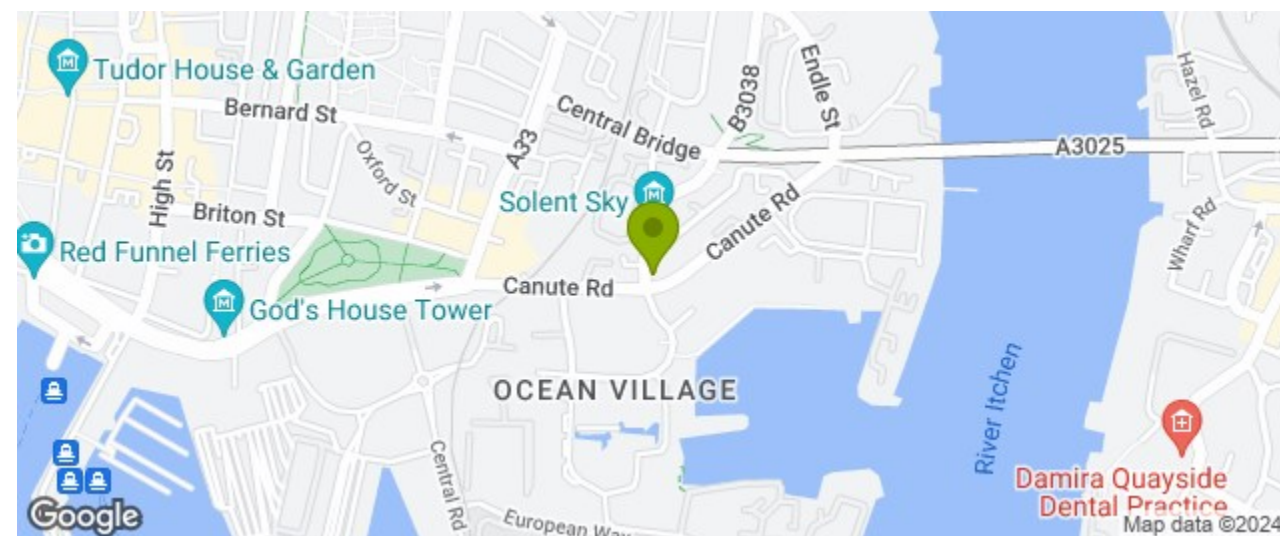 Tudor House & Garden
Bernard St
High St
Oxford St
A33
Central Bridge
B3038
Endle St
Hazel Rd
A3025
Solent Sky
Briton St
Canute Rd
Wharf Rd
Red Funnel Ferries
Canute Rd
God's House Tower
OCEAN VILLAGE
River Itchen
Central Rd
European Way
Damira Quayside
Dental Practice
Google
Map data ©2024